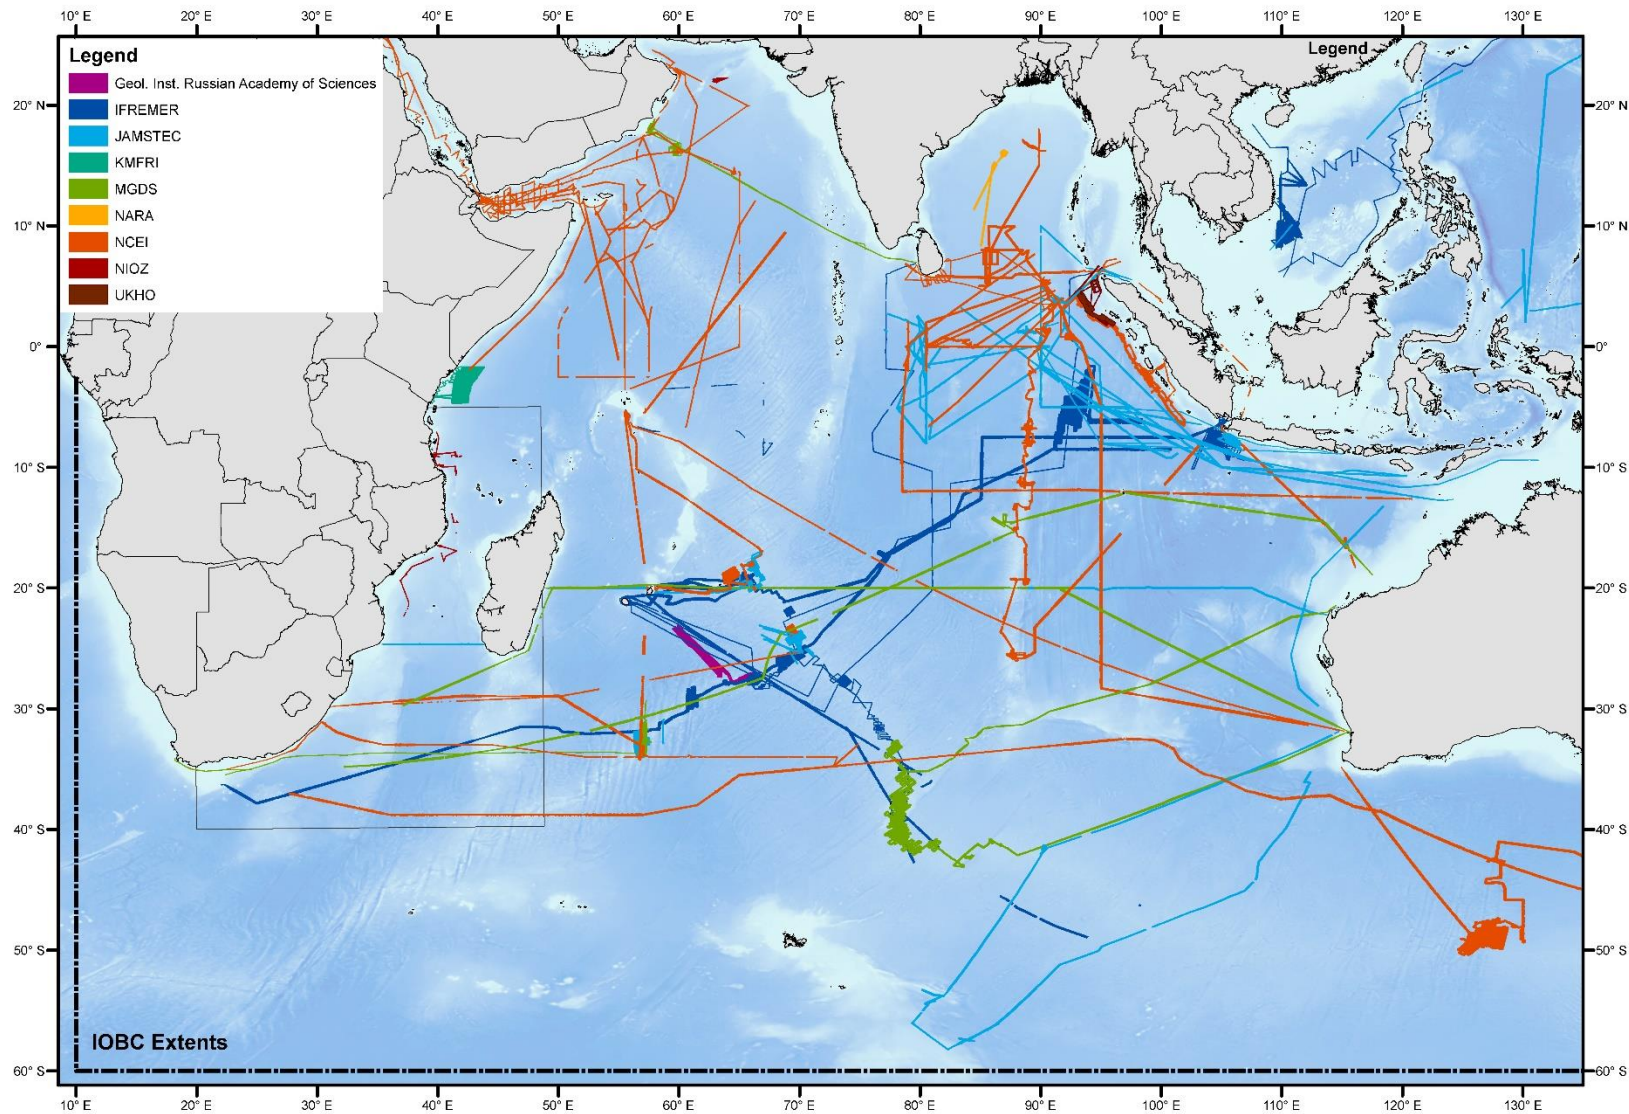 10° E 20° E 30° E 40° E 50° E 60° E 70° E 80° E 90° E 100° E 110° E 120° E 130° E
Legend
Legend
Geol. Inst. Russian Academy of Sciences
IFREMER
20° N
20° N
JAMSTEC
KMFRI
MGDS
NARA
10° N
10° N
NCEI
NIOZ
UKHO
0°
0°
10° S
10° S
20° S
20° S
30° S
30° S
40° S
40° S
50° S
50° S
IOBC Extents
60° S
60° S
10° E 20° E 30° E 40° E 50° E 60° E 70° E 80° E 90° E 100° E 110° E 120° E 130° E